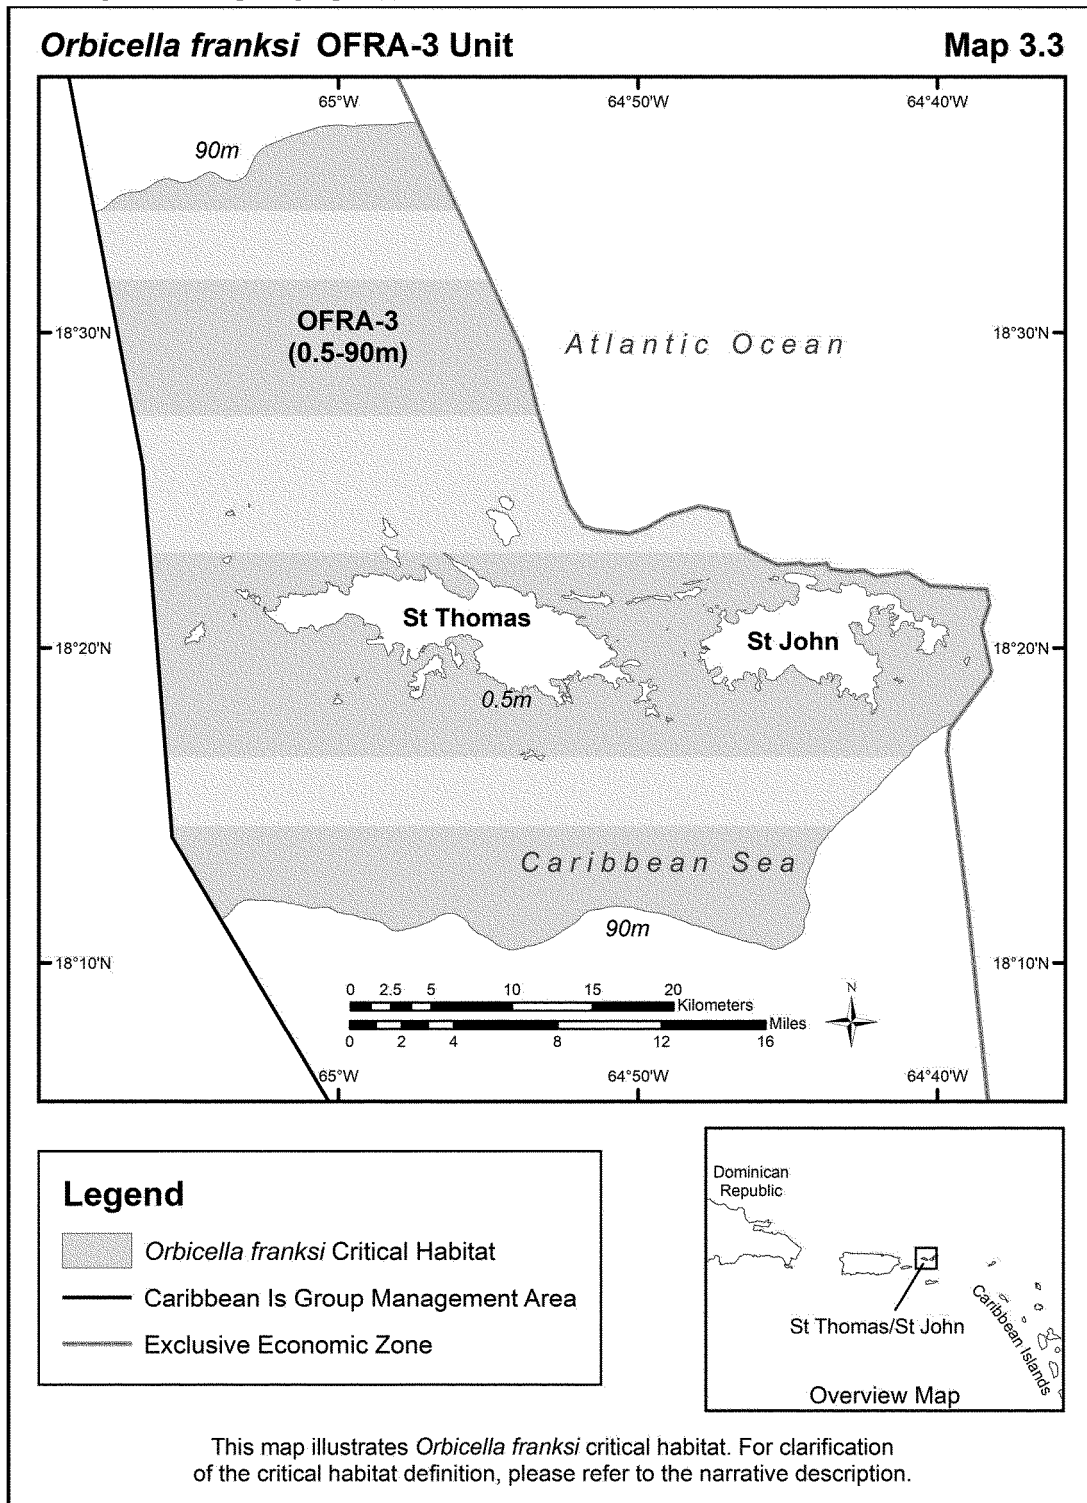 Orbicella franksi OFRA-3 Unit Map 3.3
65°W 64°50'W 64°40'W
90m
OFRA-3
(0.5-90m)
18°30'N 18°30'N
Atlantic Ocean
St Thomas
St John
18°20'N 18°20'N
0.5m
Caribbean Sea
90m
18°10'N 18°10'N
0 2.5 5 10 15 20
Kilometers
Miles
0 2 4 8 12 16
N
65°W 64°50'W 64°40'W
Legend
Orbicella franksi Critical Habitat
Caribbean Is Group Management Area
Exclusive Economic Zone
Dominican
Republic
St Thomas/St John
Caribbean Islands
Overview Map
This map illustrates Orbicella franksi critical habitat. For clarification
of the critical habitat definition, please refer to the narrative description.